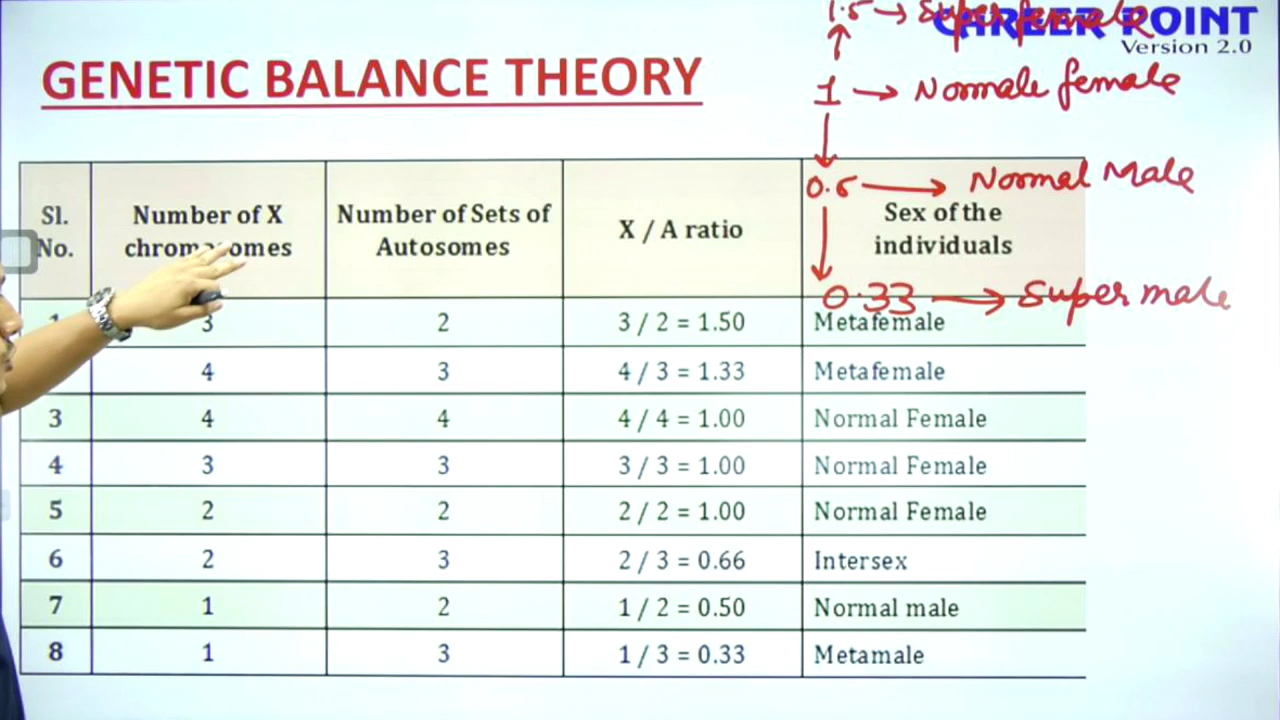 1.5 → Super female
CAREER POINT
Version 2.0
GENETIC BALANCE THEORY
1 → Normale female
0.5 → Normal Male
0.33 → Super male
Sl. No. Number of X chromosomes Number of Sets of Autosomes X / A ratio Sex of the individuals
1 3 2 3 / 2 = 1.50 Metafemale
4 3 4 / 3 = 1.33 Metafemale
3 4 4 4 / 4 = 1.00 Normal Female
4 3 3 3 / 3 = 1.00 Normal Female
5 2 2 2 / 2 = 1.00 Normal Female
6 2 3 2 / 3 = 0.66 Intersex
7 1 2 1 / 2 = 0.50 Normal male
8 1 3 1 / 3 = 0.33 Metamale